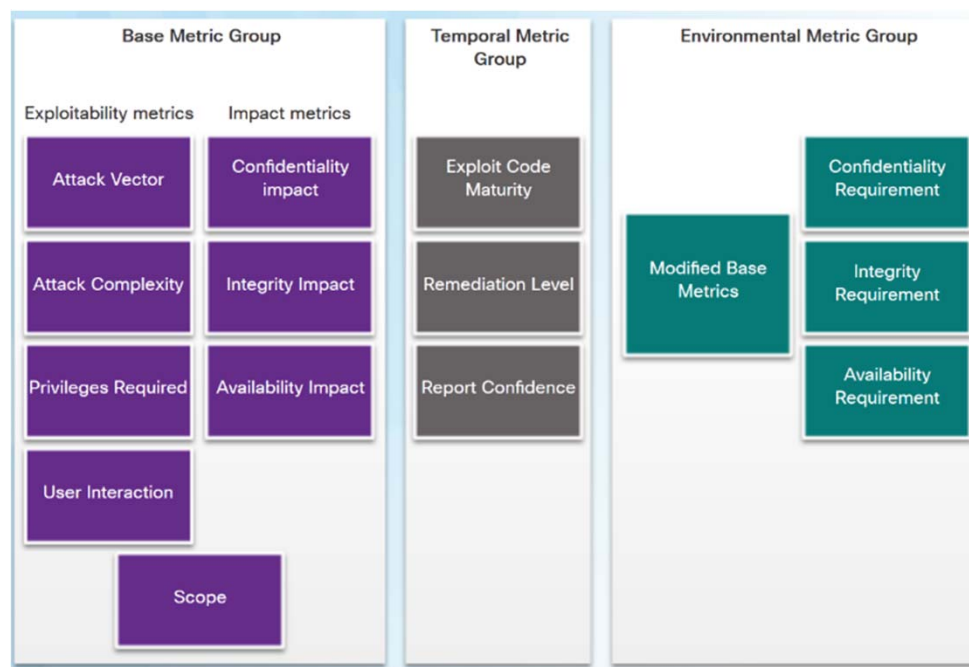 Base Metric Group
Exploitability metrics
Impact metrics
Attack Vector
Confidentiality
impact
Attack Complexity
Integrity Impact
Privileges Required
Availability Impact
User Interaction
Scope
Temporal Metric
Group
Exploit Code
Maturity
Remediation Level
Report Confidence
Environmental Metric Group
Modified Base
Metrics
Confidentiality
Requirement
Integrity
Requirement
Availability
Requirement